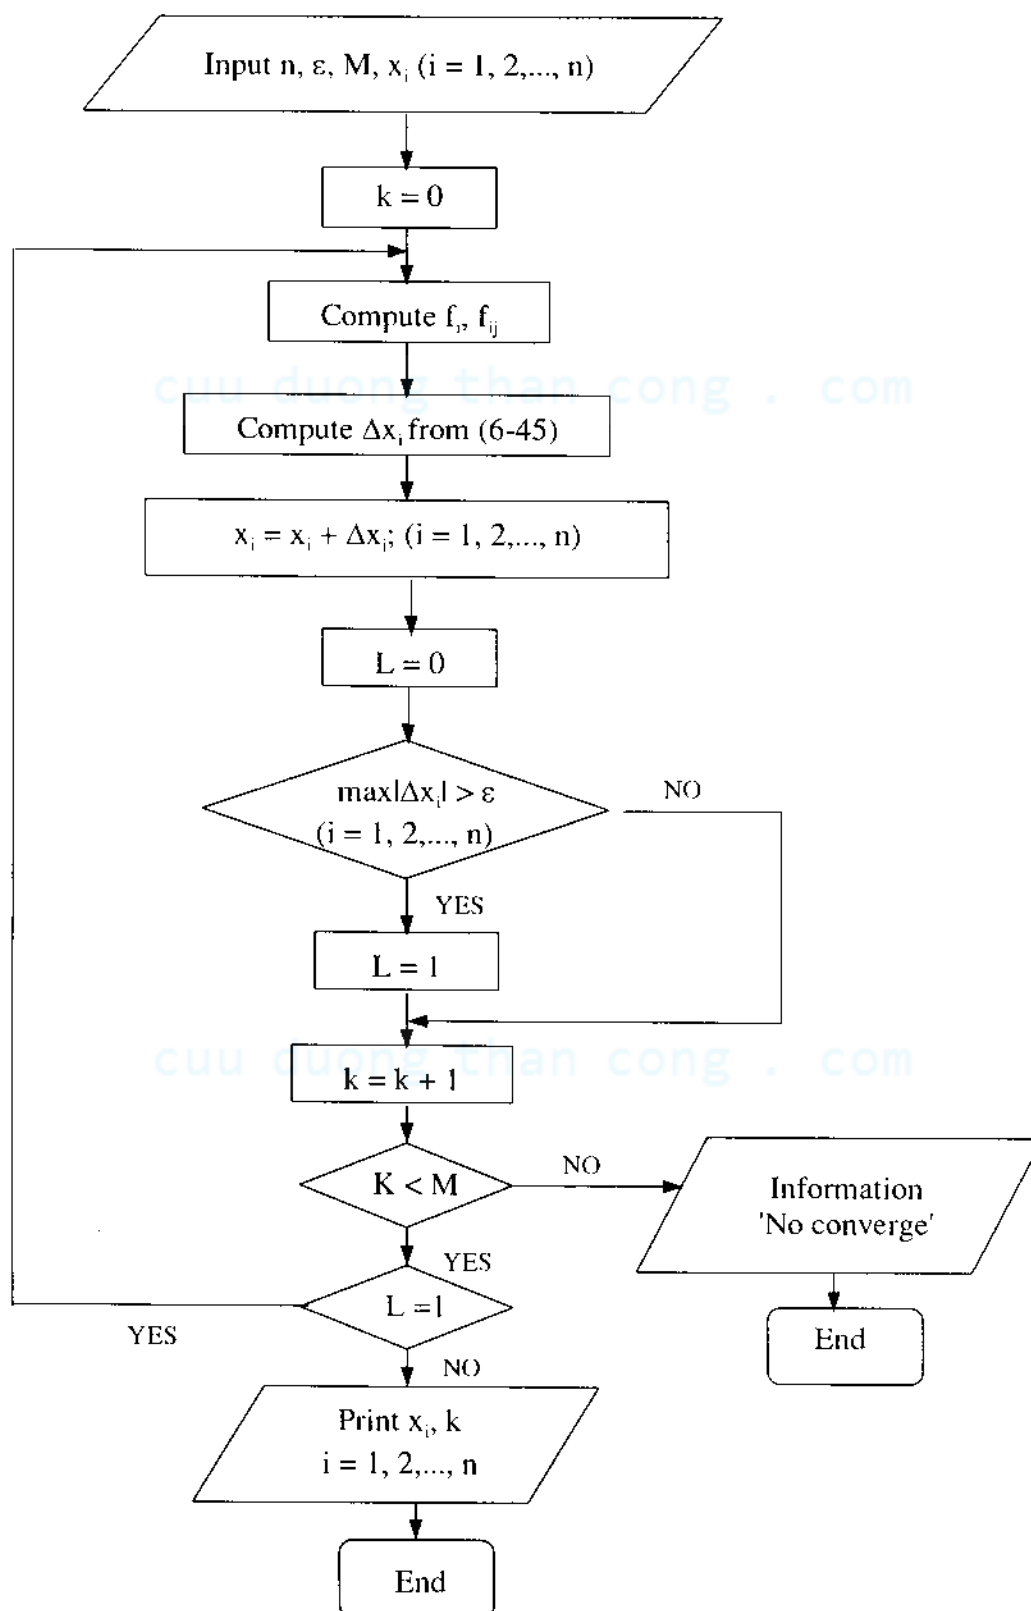 Input n, ε, M, xᵢ (i = 1, 2,..., n)
k = 0
Compute fᵢ, fᵢⱼ
cuu duong than cong . com
Compute Δxᵢ from (6-45)
xᵢ = xᵢ + Δxᵢ; (i = 1, 2,..., n)
L = 0
max|Δxᵢ| > ε
(i = 1, 2,..., n)
NO
YES
L = 1
cuu duong than cong . com
k = k + 1
K < M
NO
Information
'No converge'
YES
L =1
YES
End
NO
Print xᵢ, k
i = 1, 2,..., n
End